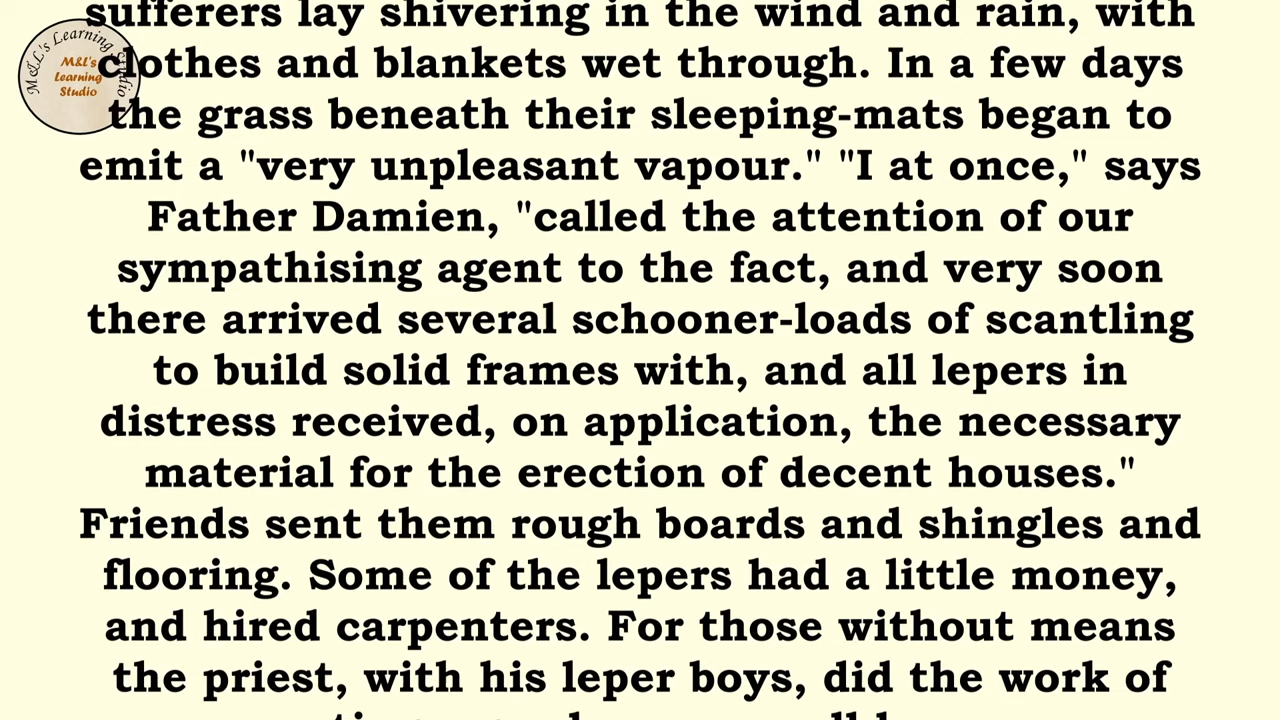 sufferers lay shivering in the wind and rain, with
clothes and blankets wet through. In a few days
the grass beneath their sleeping-mats began to
emit a "very unpleasant vapour." "I at once," says
Father Damien, "called the attention of our
sympathising agent to the fact, and very soon
there arrived several schooner-loads of scantling
to build solid frames with, and all lepers in
distress received, on application, the necessary
material for the erection of decent houses."
Friends sent them rough boards and shingles and
flooring. Some of the lepers had a little money,
and hired carpenters. For those without means
the priest, with his leper boys, did the work of
M&L's Learning Studio
M&L's
Learning
Studio